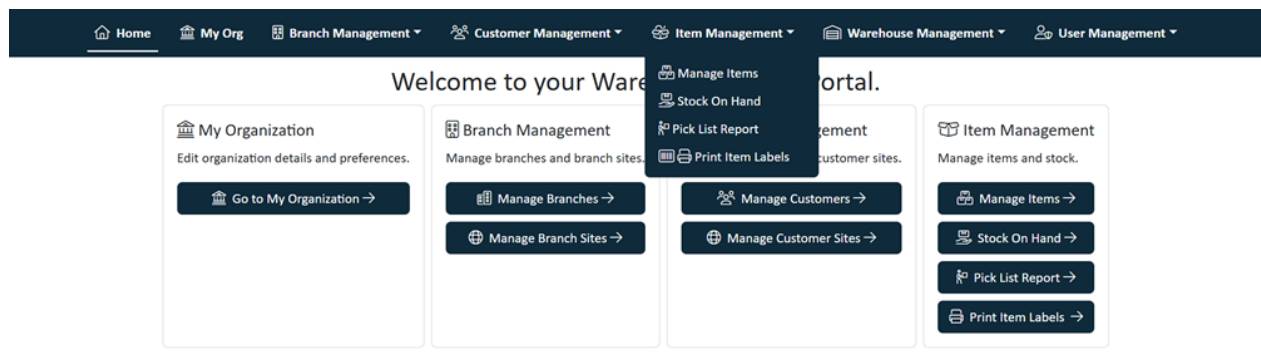 Home My Org Branch Management Customer Management Item Management Warehouse Management User Management
Manage Items
Stock On Hand
Pick List Report
Print Item Labels
Welcome to your Ware ortal.
My Organization
Edit organization details and preferences.
Go to My Organization →
Branch Management
Manage branches and branch sites.
Manage Branches →
Manage Branch Sites →
gement
customer sites.
Manage Customers →
Manage Customer Sites →
Item Management
Manage items and stock.
Manage Items →
Stock On Hand →
Pick List Report →
Print Item Labels →